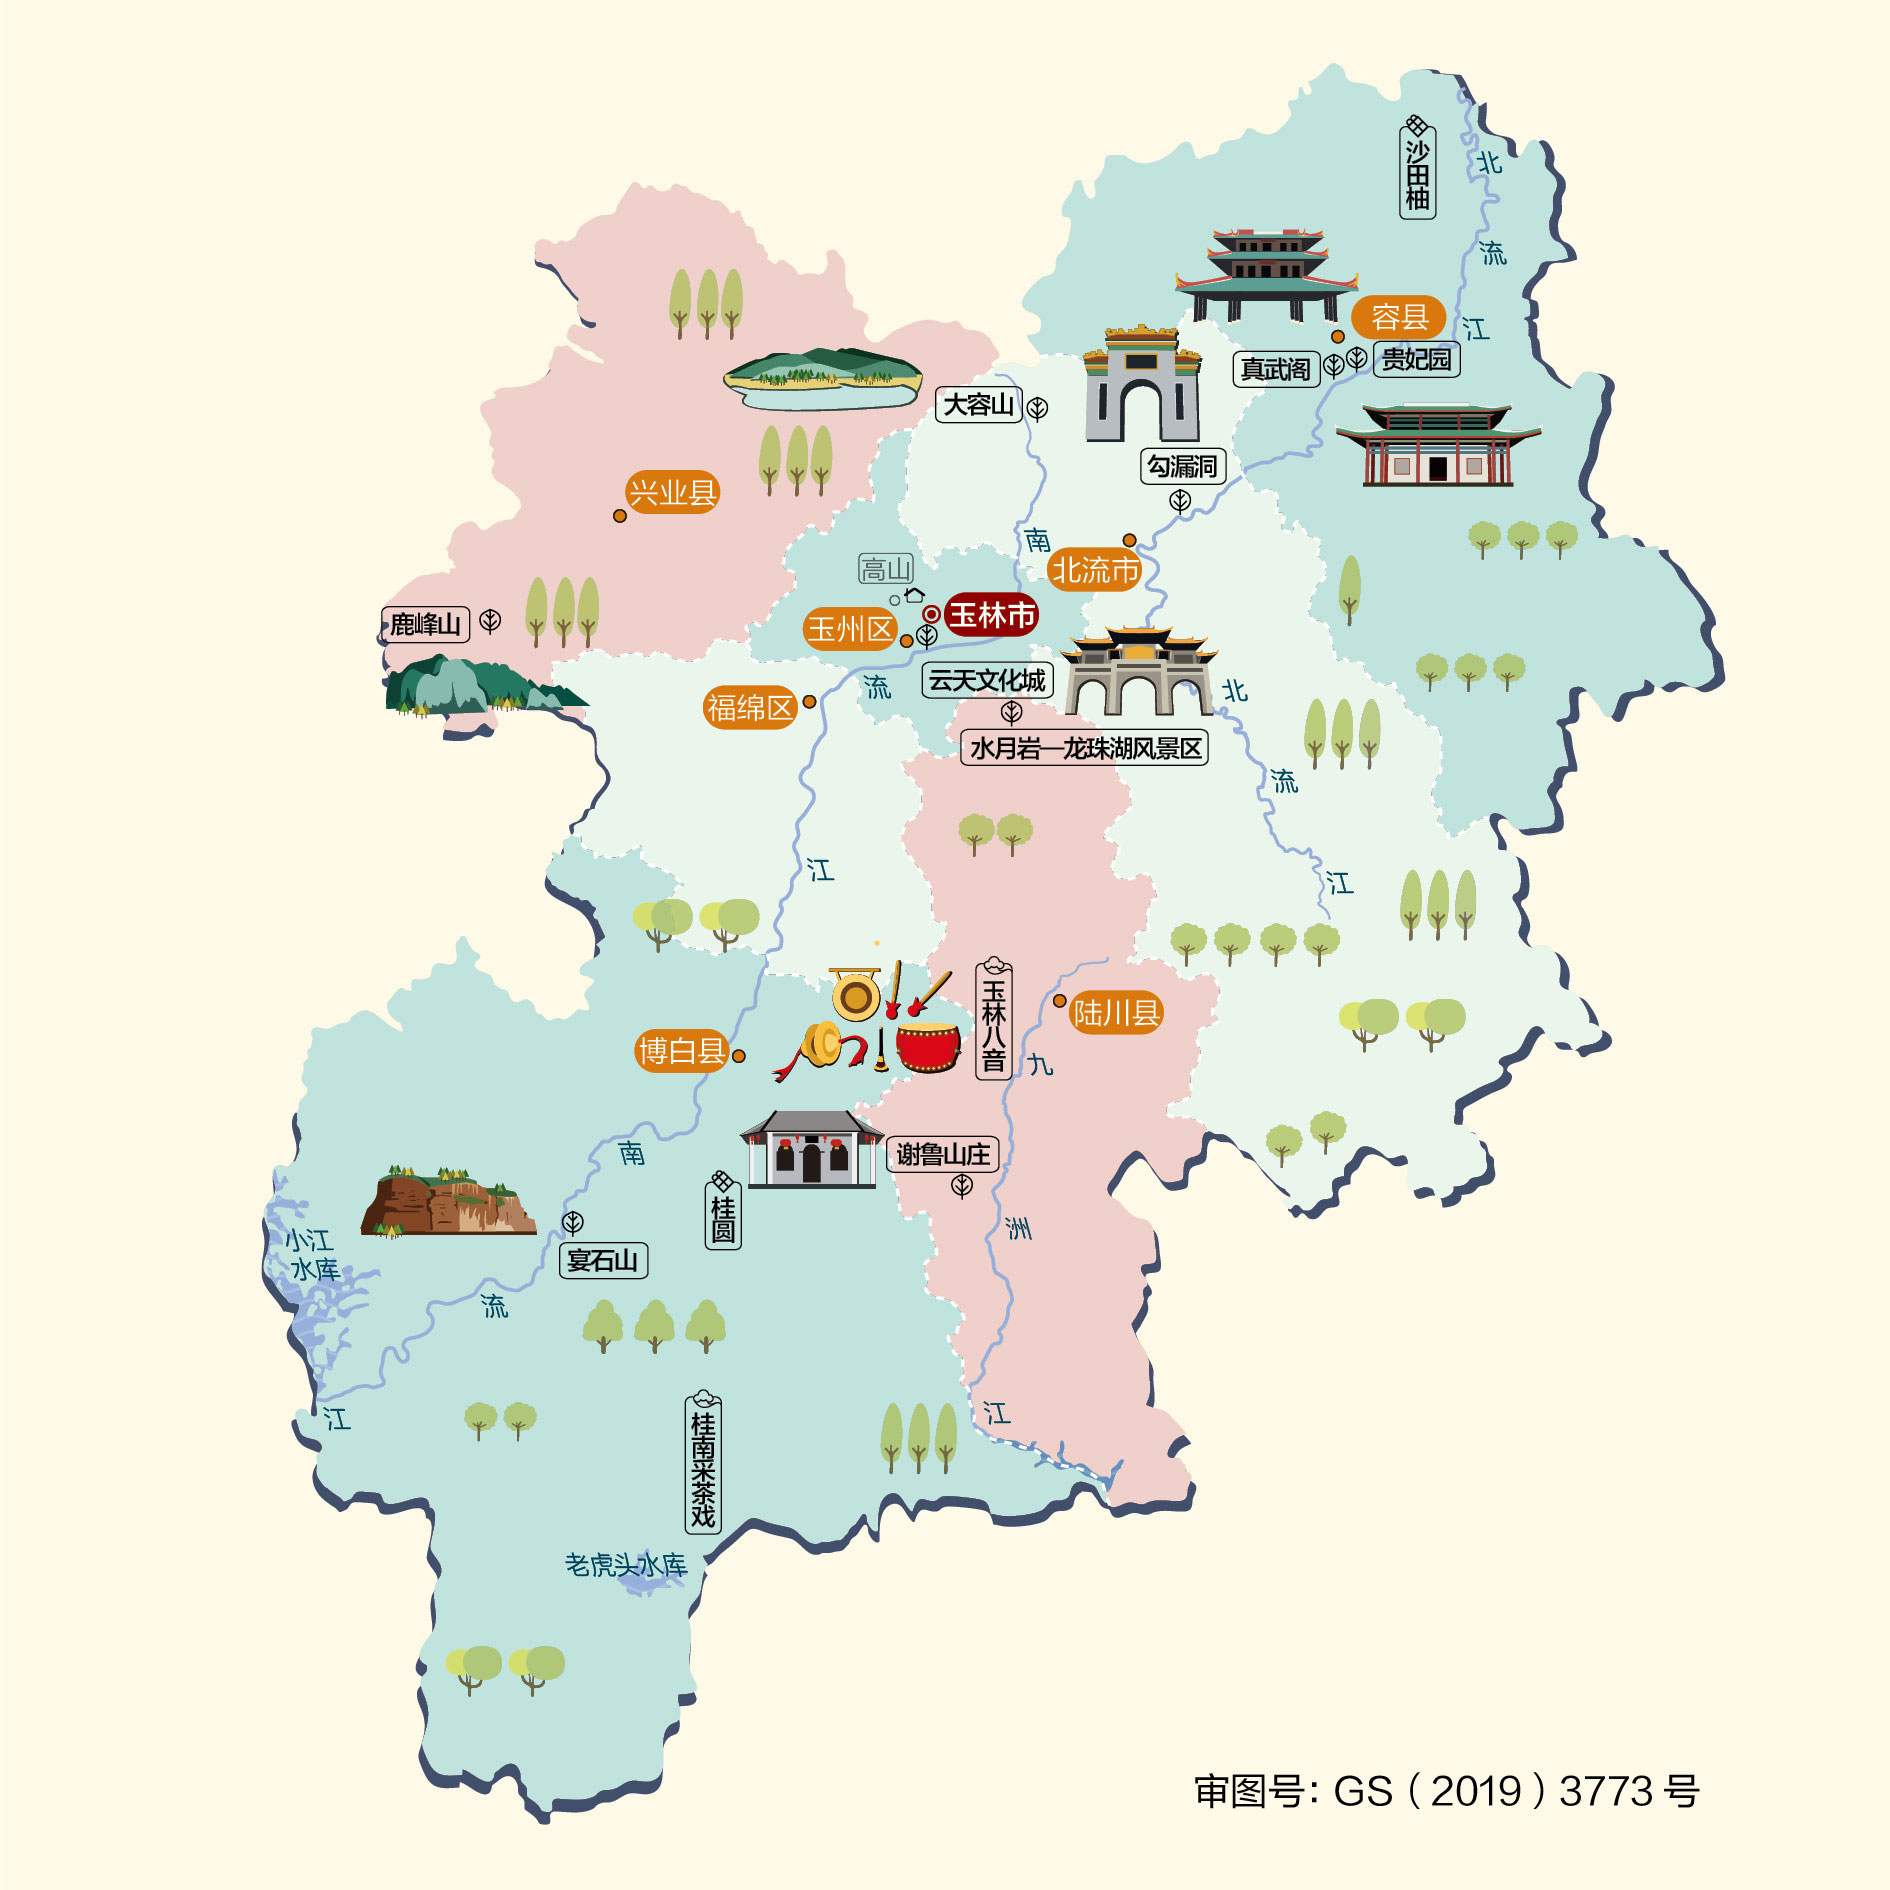 沙田柚
北
流
江
容县
真武阁
贵妃园
大容山
勾漏洞
兴业县
南
北流市
高山
玉林市
玉州区
鹿峰山
云天文化城
流
福绵区
北
水月岩—龙珠湖风景区
流
江
江
玉林八音
陆川县
博白县
九
南
谢鲁山庄
桂圆
洲
小江
水库
宴石山
流
江
江
桂南采茶戏
老虎头水库
审图号：GS（2019）3773 号